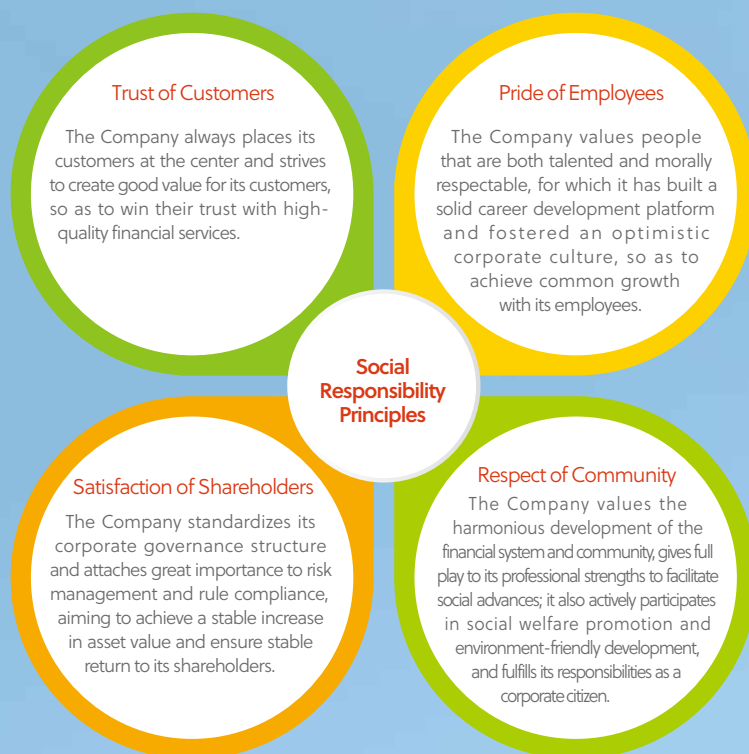 Trust of Customers
The Company always places its
customers at the center and strives
to create good value for its customers,
so as to win their trust with high-
quality financial services.
Pride of Employees
The Company values people
that are both talented and morally
respectable, for which it has built a
solid career development platform
and fostered an optimistic
corporate culture, so as to
achieve common growth
with its employees.
Social
Responsibility
Principles
Satisfaction of Shareholders
The Company standardizes its
corporate governance structure
and attaches great importance to risk
management and rule compliance,
aiming to achieve a stable increase
in asset value and ensure stable
return to its shareholders.
Respect of Community
The Company values the
harmonious development of the
financial system and community, gives full
play to its professional strengths to facilitate
social advances; it also actively participates
in social welfare promotion and
environment-friendly development,
and fulfills its responsibilities as a
corporate citizen.